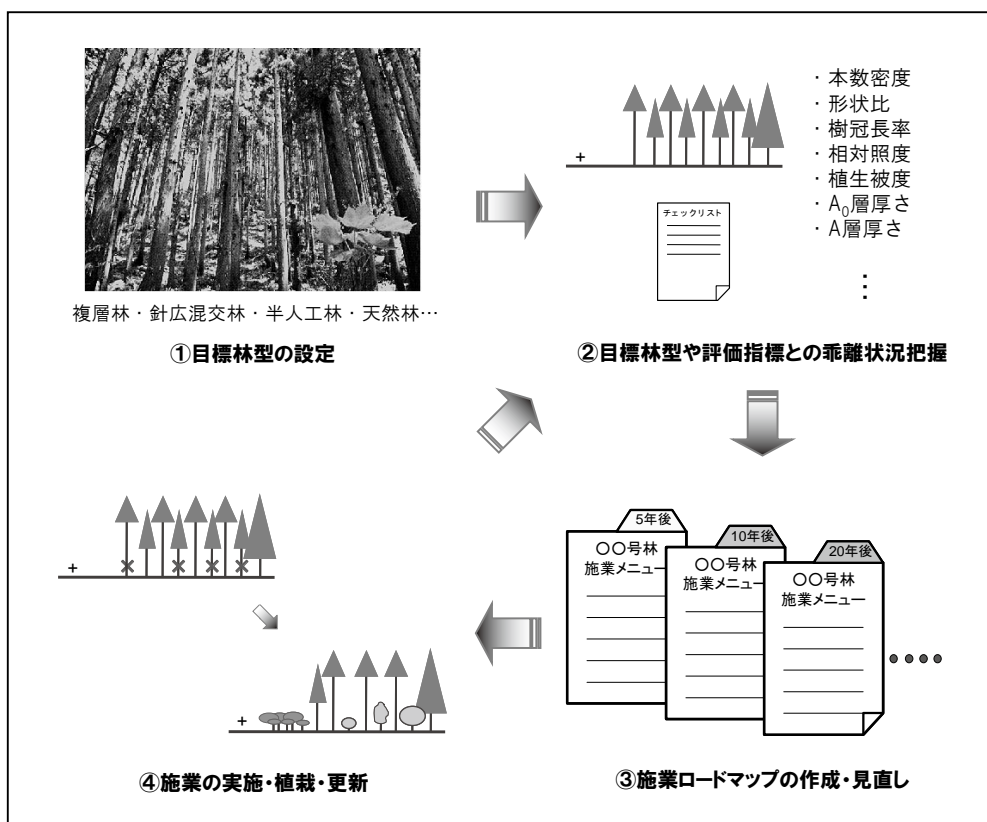 複層林・針広混交林・半人工林・天然林…
①目標林型の設定
・本数密度
・形状比
・樹冠長率
・相対照度
・植生被度
・A₀層厚さ
・A層厚さ
⋮
+
チェックリスト
②目標林型や評価指標との乖離状況把握
5年後
〇〇号林
施業メニュー
10年後
〇〇号林
施業メニュー
20年後
〇〇号林
施業メニュー
③施業ロードマップの作成・見直し
+
+
④施業の実施・植栽・更新